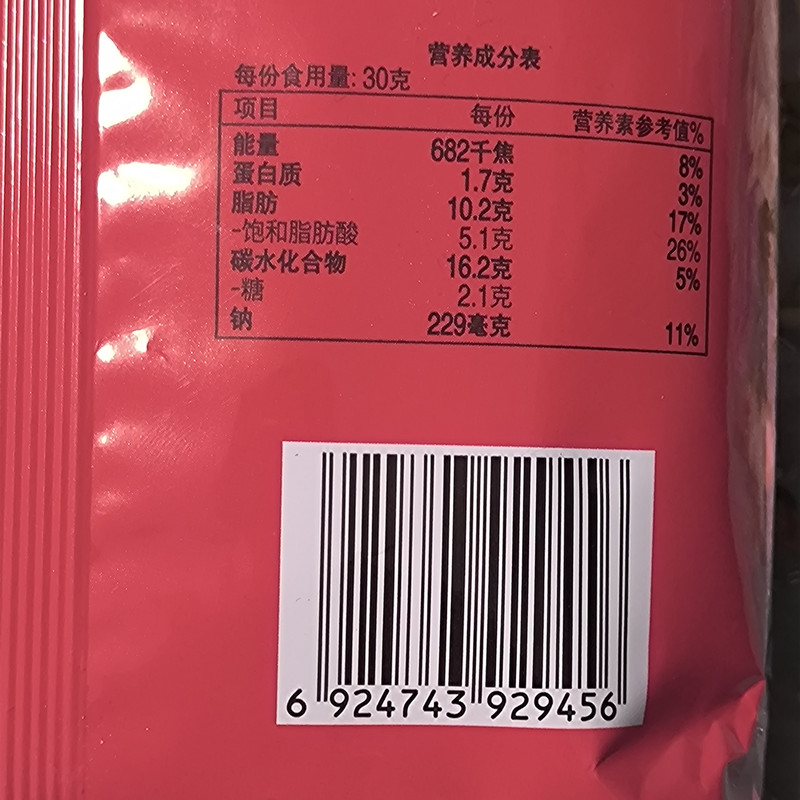 营养成分表
每份食用量: 30克
项目 每份 营养素参考值%
能量 682千焦 8%
蛋白质 1.7克 3%
脂肪 10.2克 17%
-饱和脂肪酸 5.1克 26%
碳水化合物 16.2克 5%
-糖 2.1克
钠 229毫克 11%
6 924743 929456